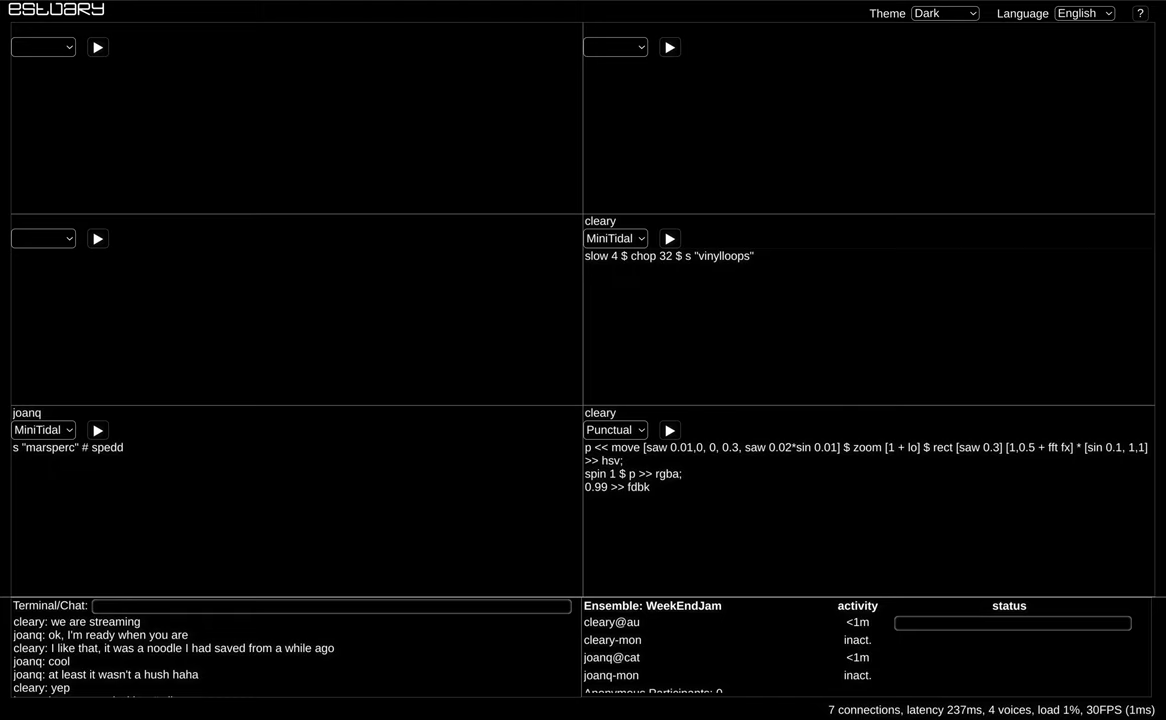 estuary
Theme Dark Language English ?
cleary
MiniTidal
slow 4 $ chop 32 $ s "vinylloops"
joanq
MiniTidal
s "marsperc" # spedd
cleary
Punctual
p << move [saw 0.01,0, 0, 0.3, saw 0.02*sin 0.01] $ zoom [1 + lo] $ rect [saw 0.3] [1,0.5 + fft fx] * [sin 0.1, 1,1]
>> hsv;
spin 1 $ p >> rgba;
0.99 >> fdbk
Terminal/Chat:
cleary: we are streaming
joanq: ok, I'm ready when you are
cleary: I like that, it was a noodle I had saved from a while ago
joanq: cool
joanq: at least it wasn't a hush haha
cleary: yep
Ensemble: WeekEndJam activity status
cleary@au <1m
cleary-mon inact.
joanq@cat <1m
joanq-mon inact.
Anonymous Participants: 0
7 connections, latency 237ms, 4 voices, load 1%, 30FPS (1ms)